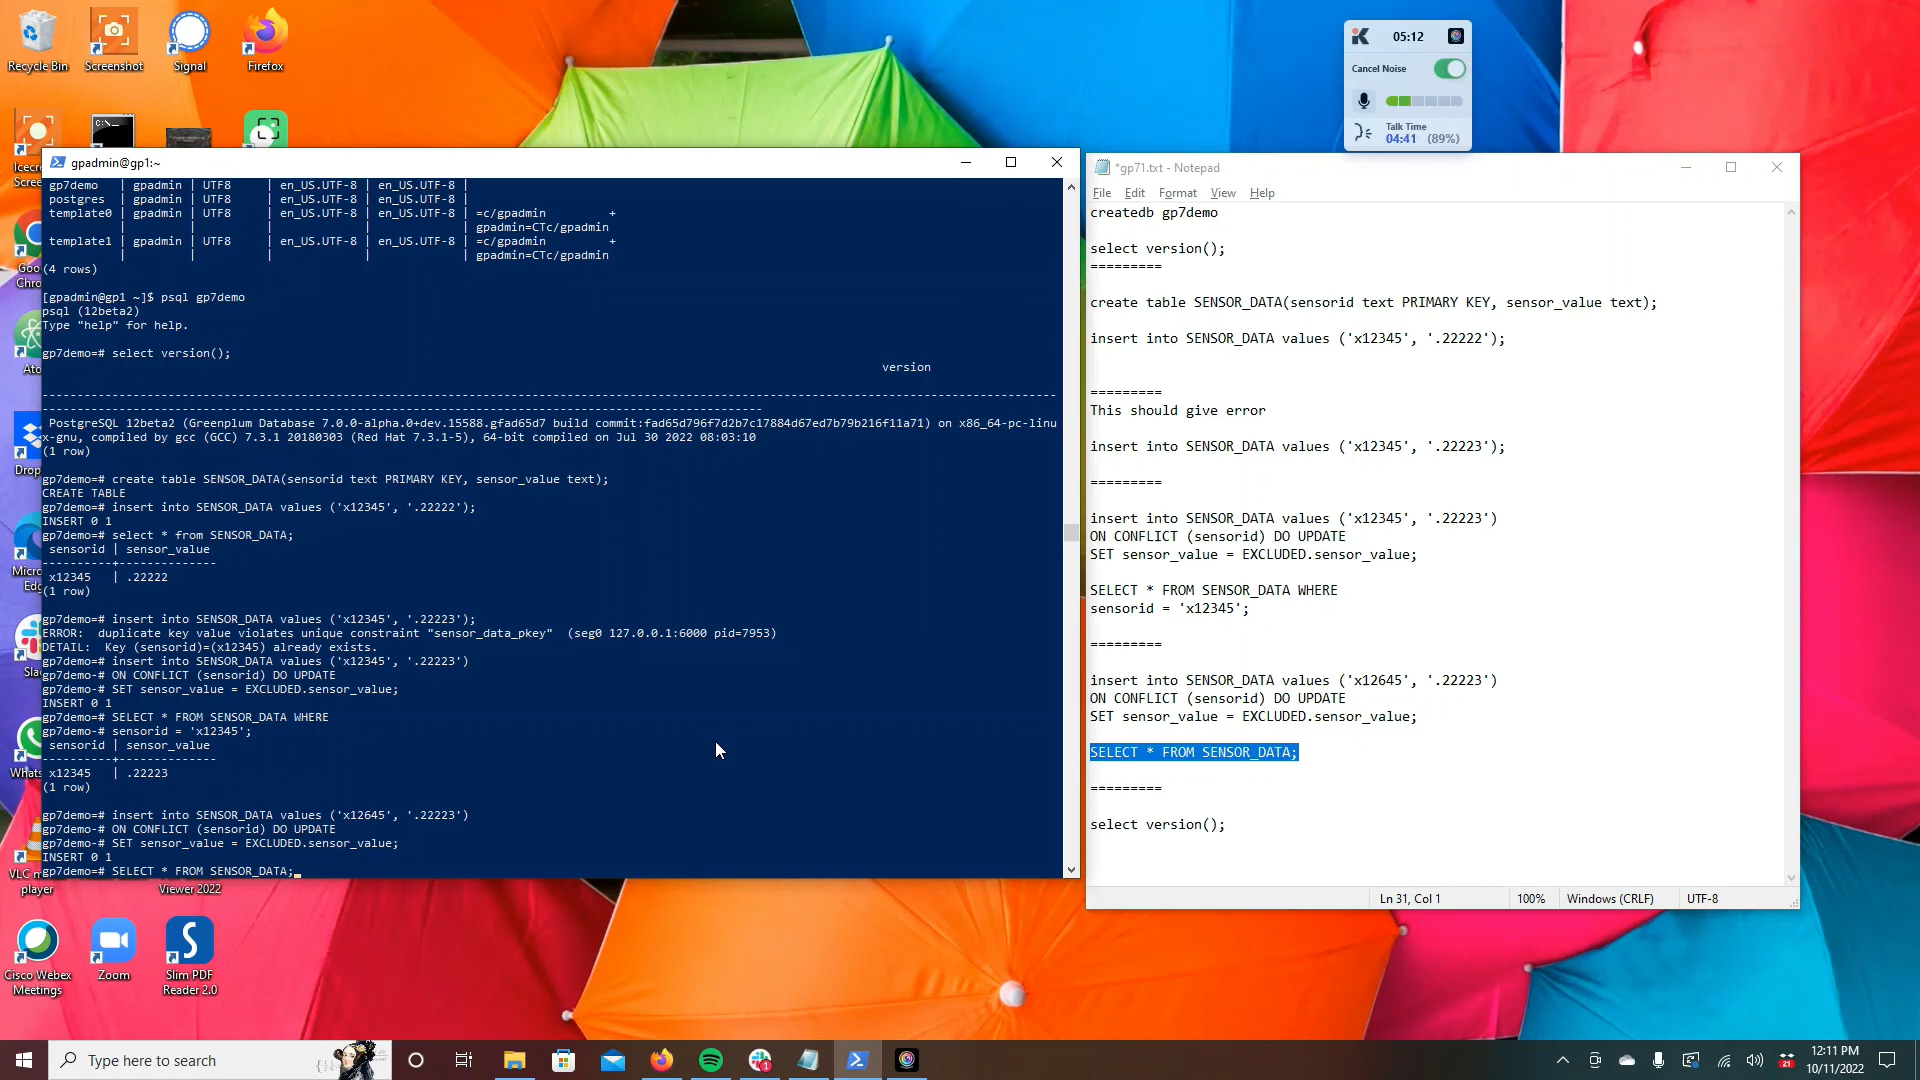 Recycle Bin
Screenshot
Signal
Firefox
05:12
Cancel Noise
Talk Time
04:41 (89%)
gpadmin@gp1:~
gp7demo | gpadmin | UTF8 | en_US.UTF-8 | en_US.UTF-8 |
postgres | gpadmin | UTF8 | en_US.UTF-8 | en_US.UTF-8 |
template0 | gpadmin | UTF8 | en_US.UTF-8 | en_US.UTF-8 | =c/gpadmin +
| | | | | gpadmin=CTc/gpadmin
template1 | gpadmin | UTF8 | en_US.UTF-8 | en_US.UTF-8 | =c/gpadmin +
| | | | | gpadmin=CTc/gpadmin
(4 rows)
[gpadmin@gp1 ~]$ psql gp7demo
psql (12beta2)
Type "help" for help.
gp7demo=# select version();
version
PostgreSQL 12beta2 (Greenplum Database 7.0.0-alpha.0+dev.15588.gfad65d7 build commit:fad65d796f7d2b7c17884d67ed7b79b216f11a71) on x86_64-pc-linu
x-gnu, compiled by gcc (GCC) 7.3.1 20180303 (Red Hat 7.3.1-5), 64-bit compiled on Jul 30 2022 08:03:10
(1 row)
gp7demo=# create table SENSOR_DATA(sensorid text PRIMARY KEY, sensor_value text);
CREATE TABLE
gp7demo=# insert into SENSOR_DATA values ('x12345', '.22222');
INSERT 0 1
gp7demo=# select * from SENSOR_DATA;
sensorid | sensor_value
----------+--------------
x12345 | .22222
(1 row)
gp7demo=# insert into SENSOR_DATA values ('x12345', '.22223');
ERROR: duplicate key value violates unique constraint "sensor_data_pkey" (seg0 127.0.0.1:6000 pid=7953)
DETAIL: Key (sensorid)=(x12345) already exists.
gp7demo=# insert into SENSOR_DATA values ('x12345', '.22223')
gp7demo-# ON CONFLICT (sensorid) DO UPDATE
gp7demo-# SET sensor_value = EXCLUDED.sensor_value;
INSERT 0 1
gp7demo=# SELECT * FROM SENSOR_DATA WHERE
gp7demo-# sensorid = 'x12345';
sensorid | sensor_value
----------+--------------
x12345 | .22223
(1 row)
gp7demo=# insert into SENSOR_DATA values ('x12645', '.22223')
gp7demo-# ON CONFLICT (sensorid) DO UPDATE
gp7demo-# SET sensor_value = EXCLUDED.sensor_value;
INSERT 0 1
gp7demo=# SELECT * FROM SENSOR_DATA;
*gp71.txt - Notepad
File Edit Format View Help
createdb gp7demo
select version();
=========
create table SENSOR_DATA(sensorid text PRIMARY KEY, sensor_value text);
insert into SENSOR_DATA values ('x12345', '.22222');
=========
This should give error
insert into SENSOR_DATA values ('x12345', '.22223');
=========
insert into SENSOR_DATA values ('x12345', '.22223')
ON CONFLICT (sensorid) DO UPDATE
SET sensor_value = EXCLUDED.sensor_value;
SELECT * FROM SENSOR_DATA WHERE
sensorid = 'x12345';
=========
insert into SENSOR_DATA values ('x12645', '.22223')
ON CONFLICT (sensorid) DO UPDATE
SET sensor_value = EXCLUDED.sensor_value;
SELECT * FROM SENSOR_DATA;
=========
select version();
Ln 31, Col 1
100%
Windows (CRLF)
UTF-8
player
Viewer 2022
Cisco Webex
Meetings
Zoom
Slim PDF
Reader 2.0
Type here to search
12:11 PM
10/11/2022